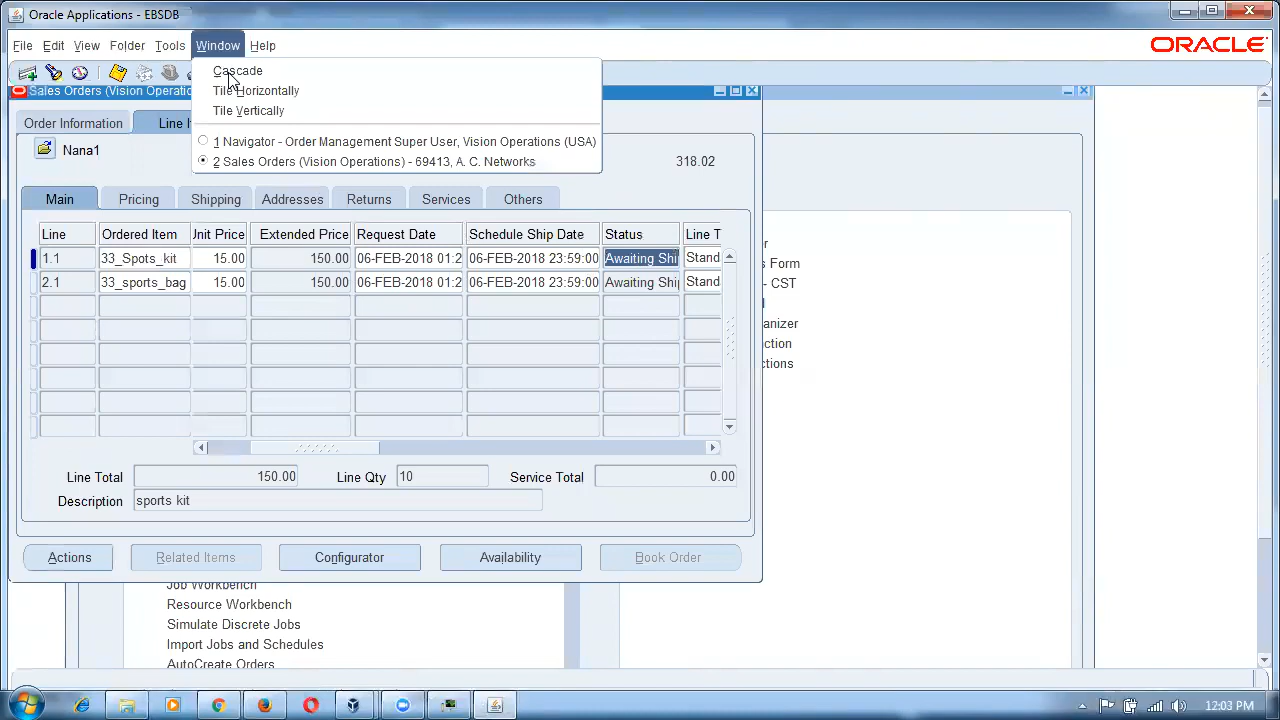 Oracle Applications - EBSDB
File Edit View Folder Tools Window Help
ORACLE
Cascade
Tile Horizontally
Tile Vertically
1 Navigator - Order Management Super User, Vision Operations (USA)
2 Sales Orders (Vision Operations) - 69413, A. C. Networks
Sales Orders (Vision Operatio
Order Information
Line
Nana1
318.02
Main Pricing Shipping Addresses Returns Services Others
Line Ordered Item Unit Price Extended Price Request Date Schedule Ship Date Status Line T
1.1 33_Spots_kit 15.00 150.00 06-FEB-2018 01:2 06-FEB-2018 23:59:00 Awaiting Shi Stand
2.1 33_sports_bag 15.00 150.00 06-FEB-2018 01:2 06-FEB-2018 23:59:00 Awaiting Shi Stand
Line Total 150.00 Line Qty 10 Service Total 0.00
Description sports kit
Actions Related Items Configurator Availability Book Order
s Form
- CST
anizer
ction
ctions
Job Workbench
Resource Workbench
Simulate Discrete Jobs
Import Jobs and Schedules
AutoCreate Orders
12:03 PM